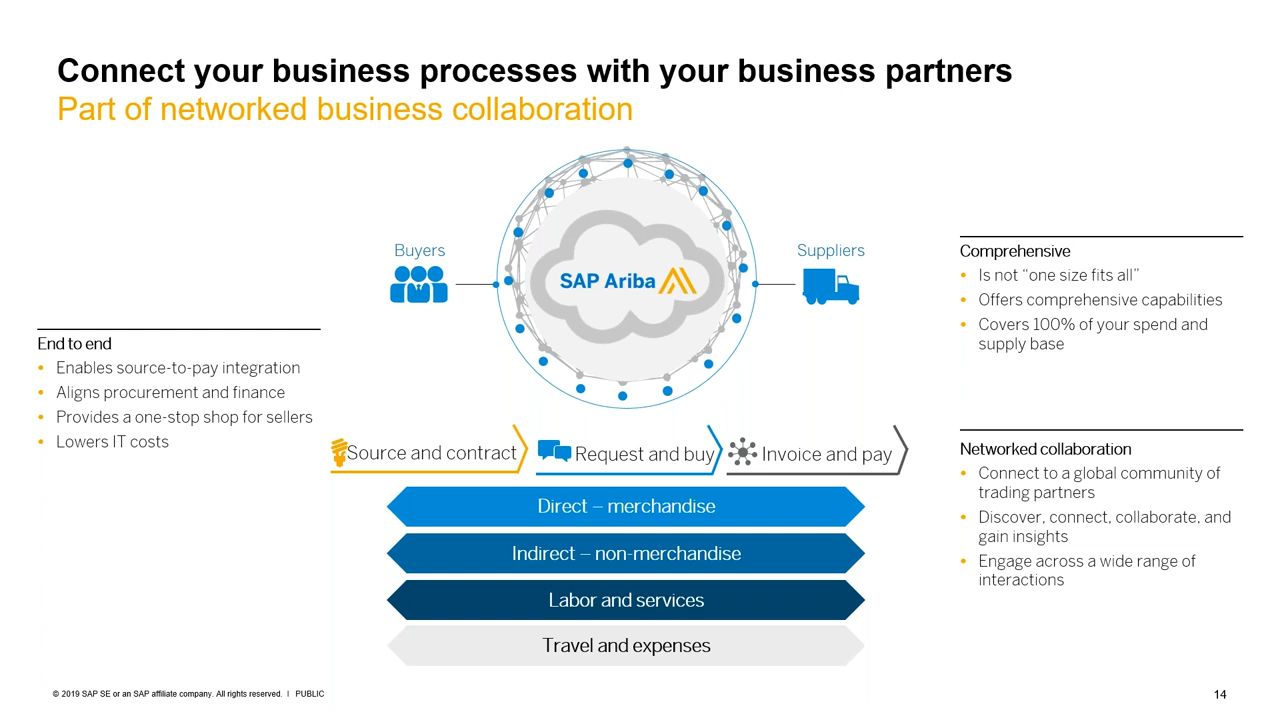 Connect your business processes with your business partners
Part of networked business collaboration
Buyers
SAP Ariba
Suppliers
End to end
• Enables source-to-pay integration
• Aligns procurement and finance
• Provides a one-stop shop for sellers
• Lowers IT costs
Comprehensive
• Is not “one size fits all”
• Offers comprehensive capabilities
• Covers 100% of your spend and
supply base
Networked collaboration
• Connect to a global community of
trading partners
• Discover, connect, collaborate, and
gain insights
• Engage across a wide range of
interactions
Source and contract
Request and buy
Invoice and pay
Direct – merchandise
Indirect – non-merchandise
Labor and services
Travel and expenses
© 2019 SAP SE or an SAP affiliate company. All rights reserved. I PUBLIC
14